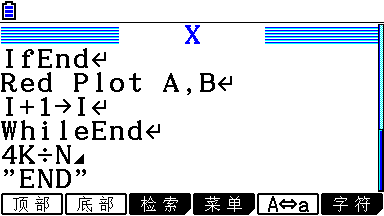 X
IfEnd↵
Red Plot A,B↵
I+1→I↵
WhileEnd↵
4K÷N◢
"END"
顶部 底部 检索 菜单 A⇔a 字符